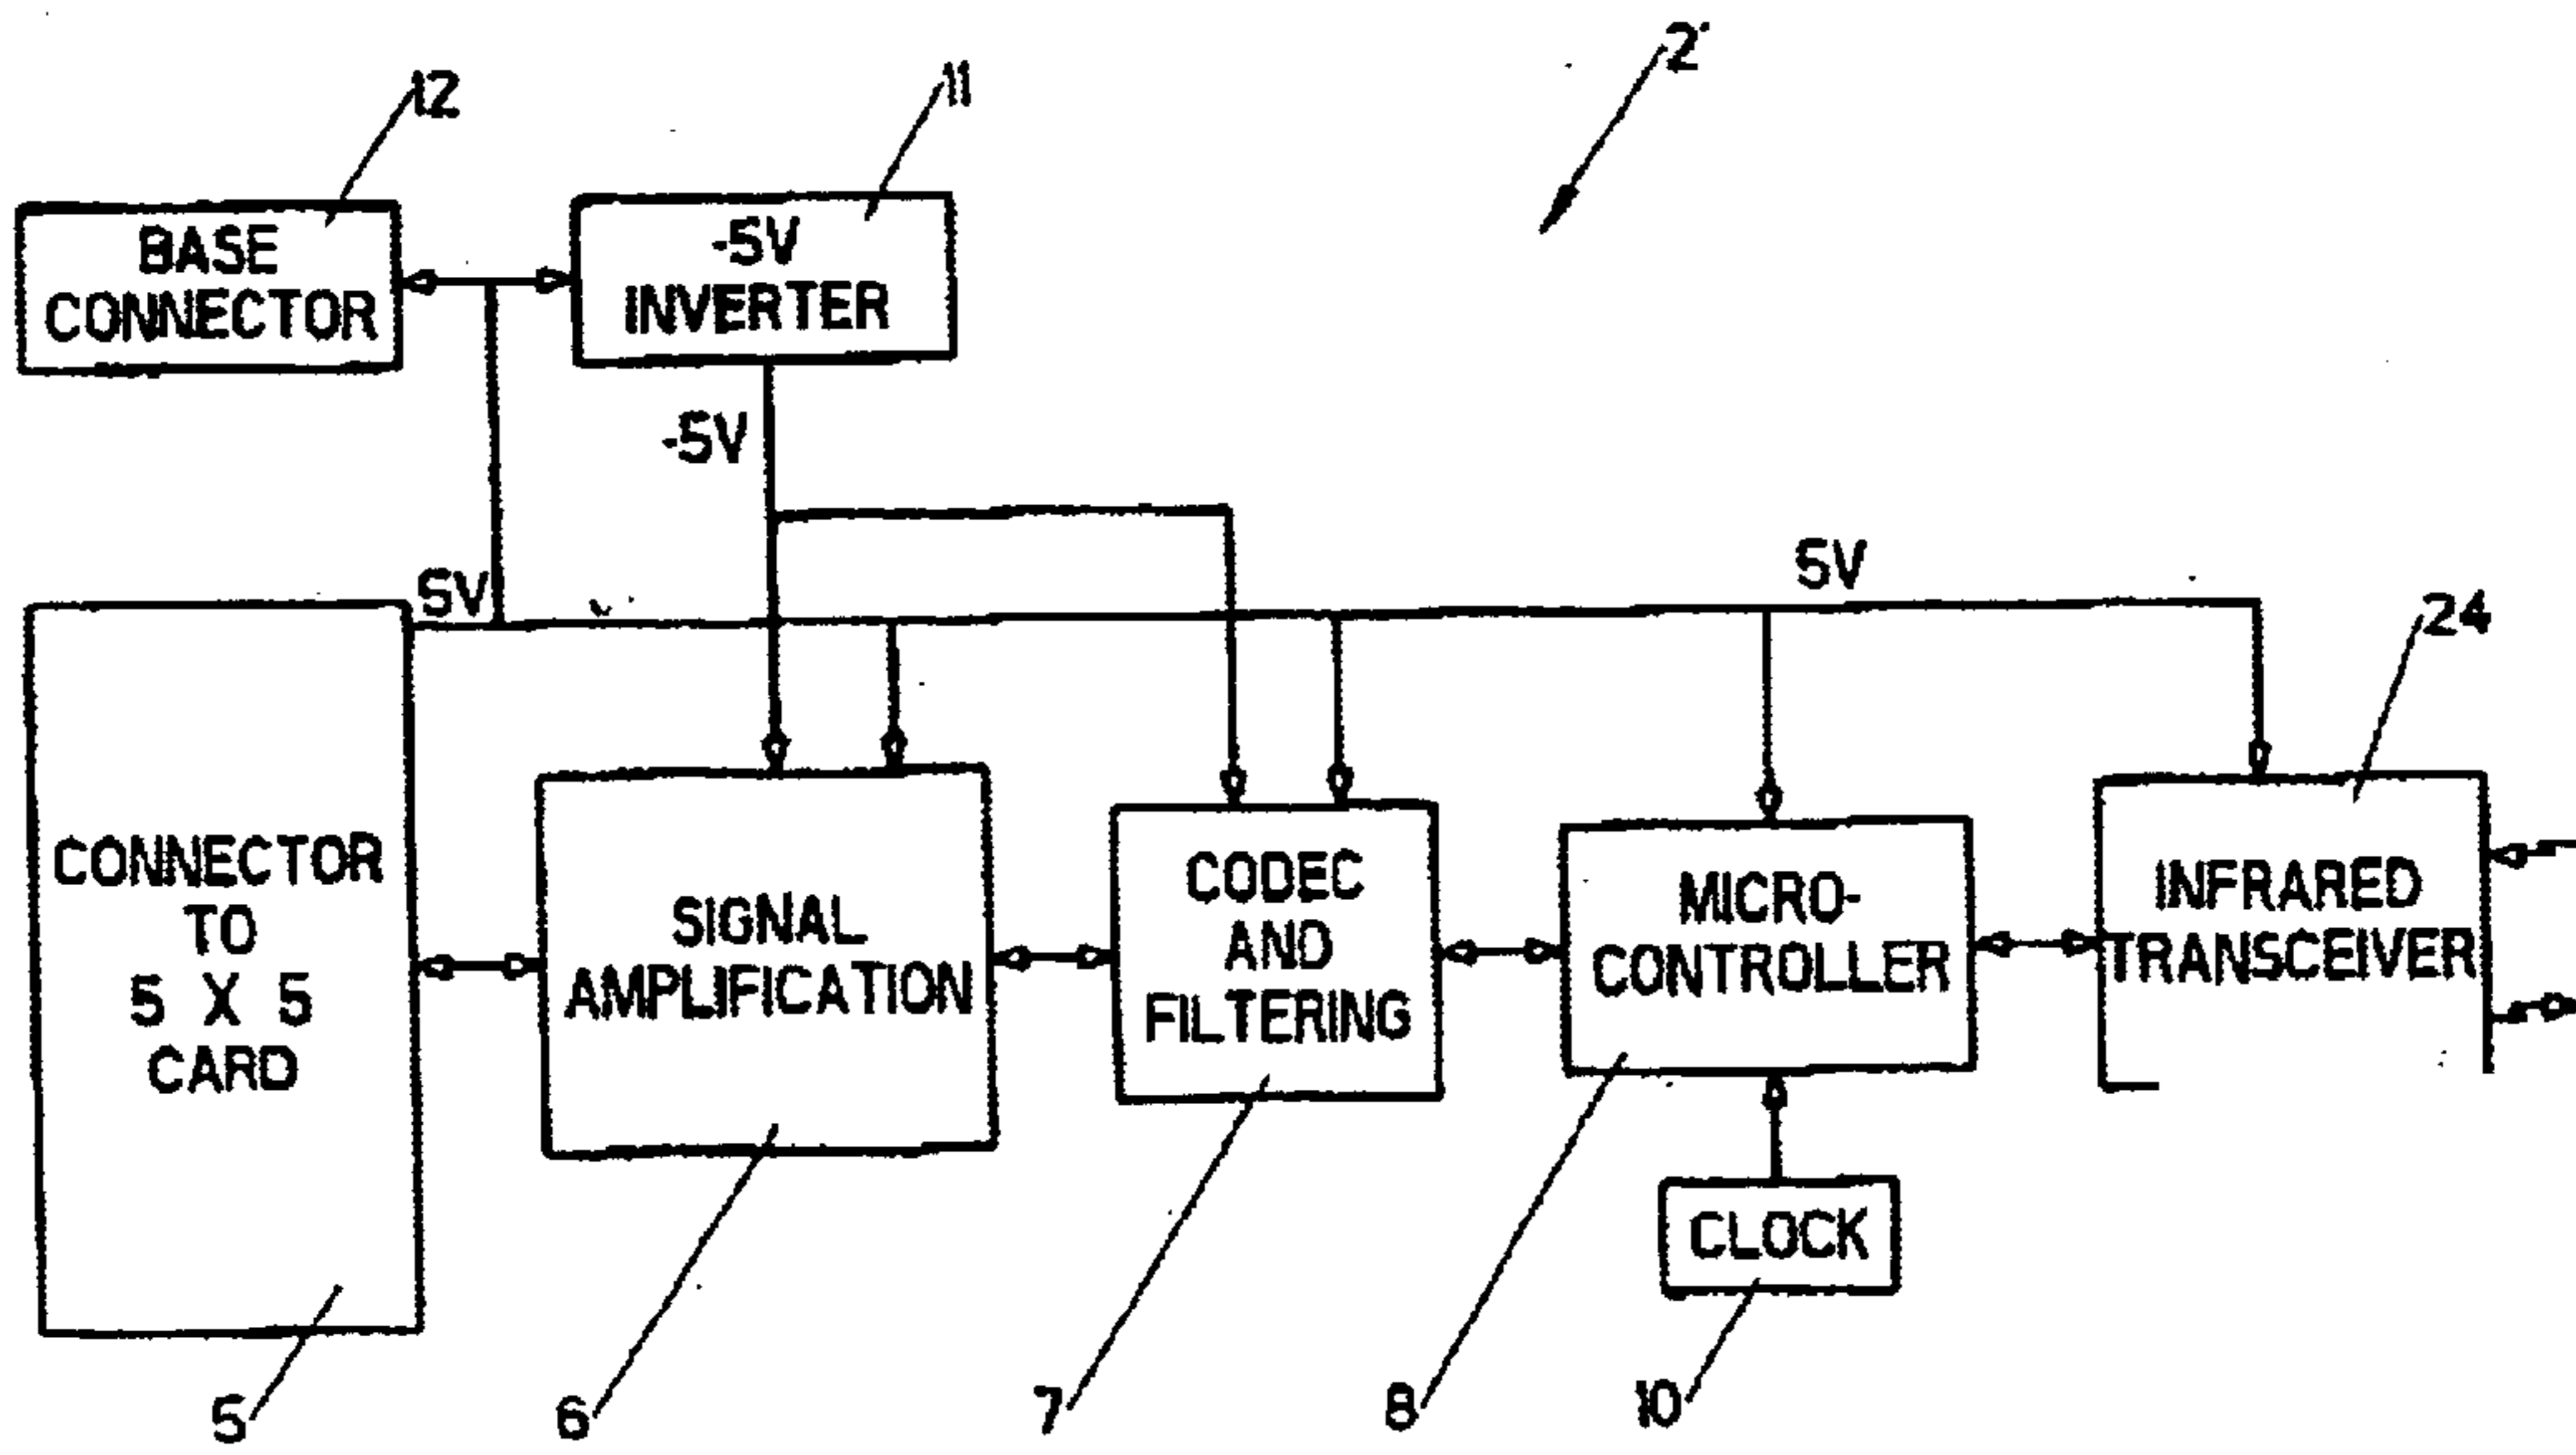 2'
12
11
BASE
CONNECTOR
-5V
INVERTER
-5V
5V
5V
24
CONNECTOR
TO
5 X 5
CARD
SIGNAL
AMPLIFICATION
CODEC
AND
FILTERING
MICRO-
CONTROLLER
INFRARED
TRANSCEIVER
CLOCK
5
6
7
8
10